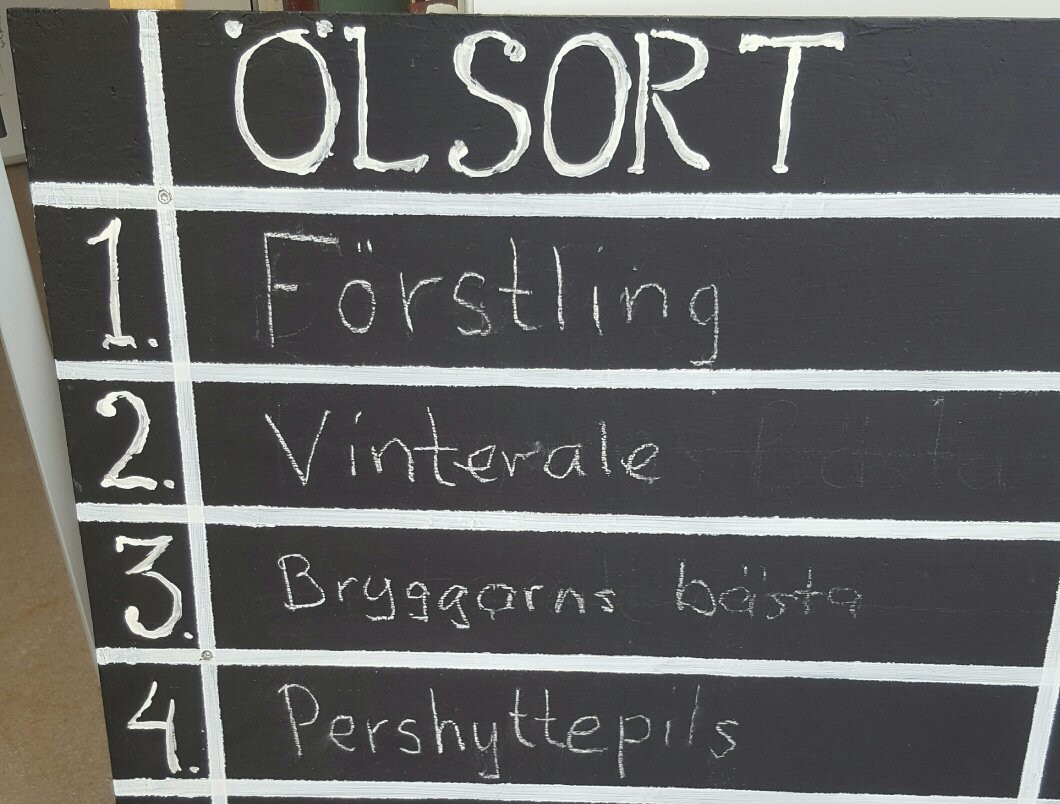 ÖLSORT
1. Förstling
2. Vinterale
3. Bryggarns bästa
4. Pershyttepils